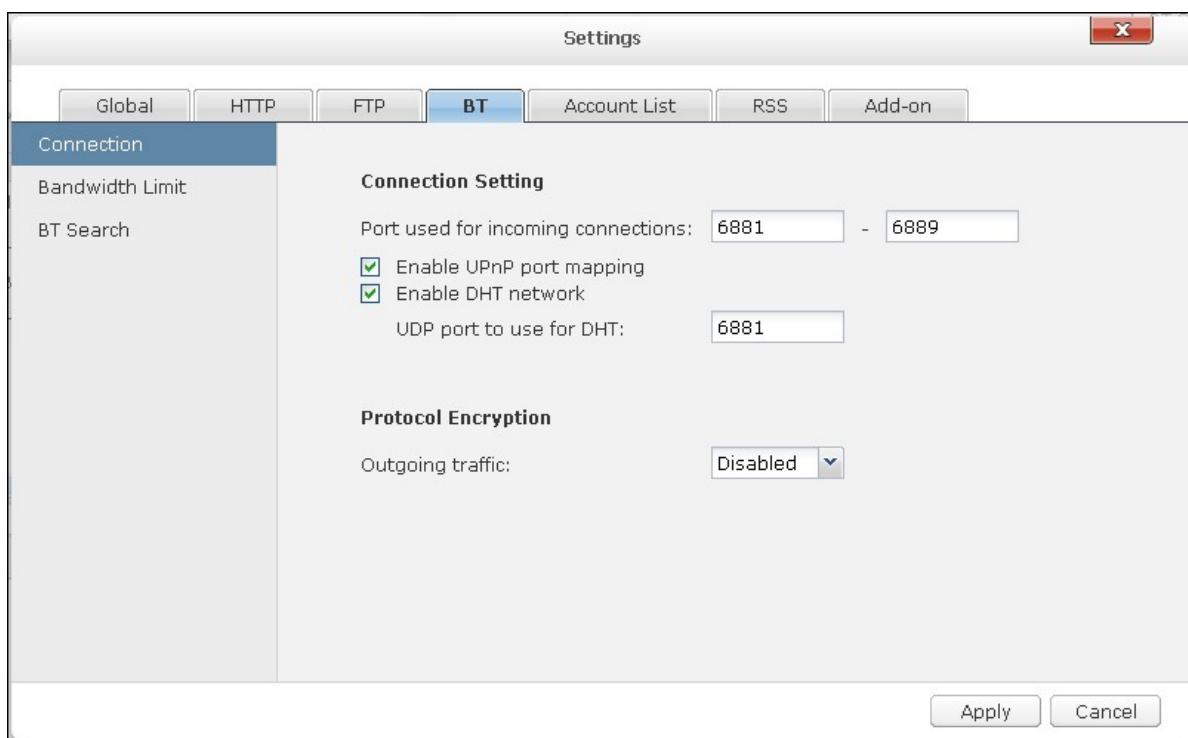 Settings
Global HTTP FTP BT Account List RSS Add-on
Connection
Bandwidth Limit
BT Search
Connection Setting
Port used for incoming connections: 6881 - 6889
Enable UPnP port mapping
Enable DHT network
UDP port to use for DHT: 6881
Protocol Encryption
Outgoing traffic: Disabled
Apply Cancel